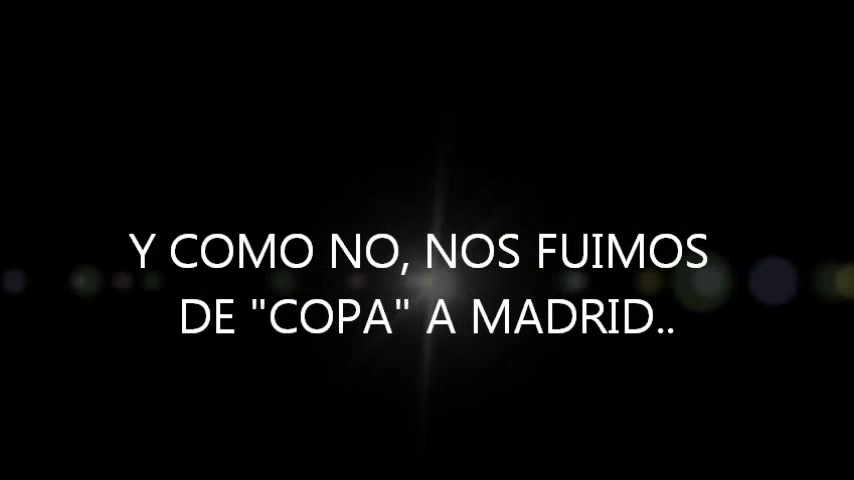 Y COMO NO, NOS FUIMOS
DE "COPA" A MADRID..